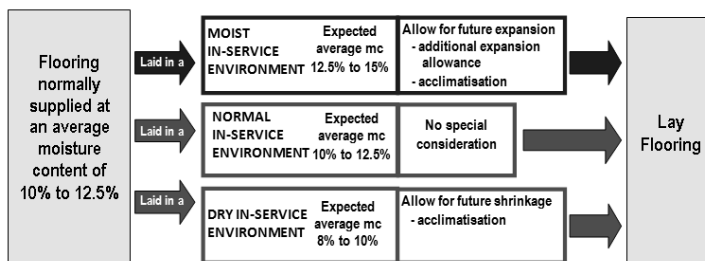 Flooring
normally
supplied at
an average
moisture
content of
10% to 12.5%
Laid in a
MOIST
IN-SERVICE
ENVIRONMENT
Expected
average mc
12.5% to 15%
Allow for future expansion
- additional expansion
allowance
- acclimatisation
Laid in a
NORMAL
IN-SERVICE
ENVIRONMENT
Expected
average mc
10% to 12.5%
No special
consideration
Laid in a
DRY IN-SERVICE
ENVIRONMENT
Expected
average mc
8% to 10%
Allow for future shrinkage
- acclimatisation
Lay
Flooring